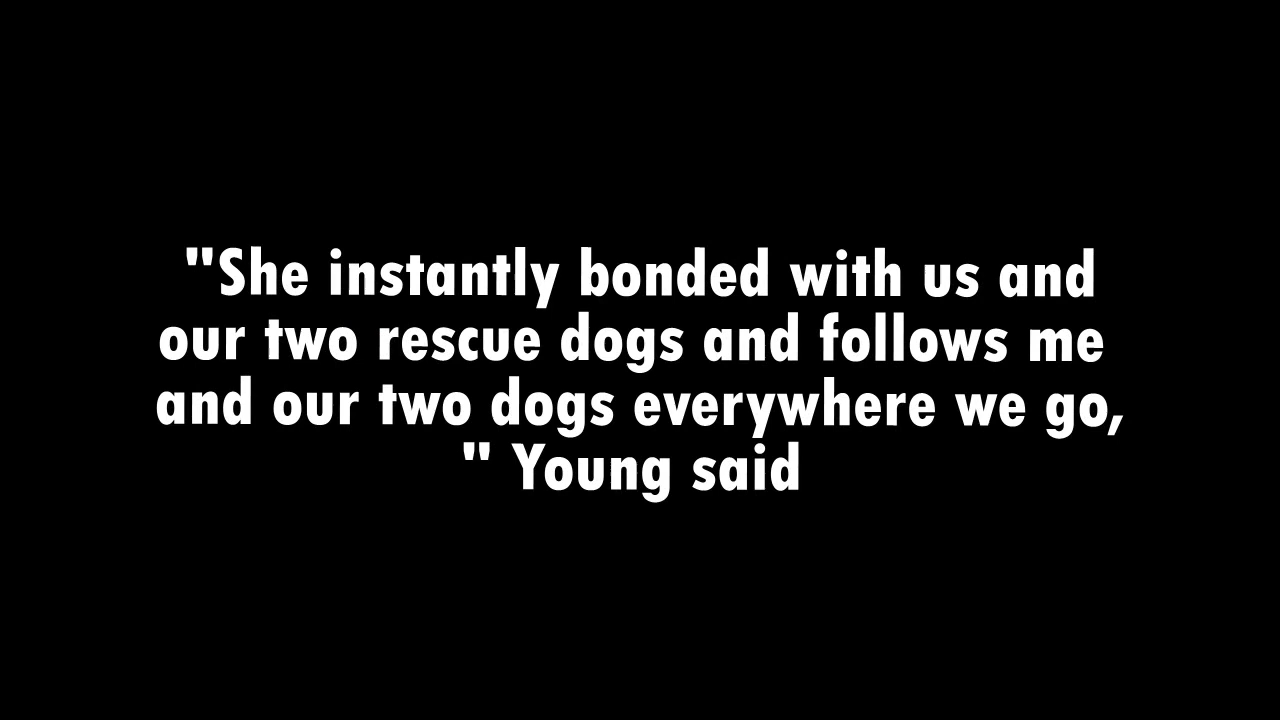 "She instantly bonded with us and
our two rescue dogs and follows me
and our two dogs everywhere we go,
" Young said